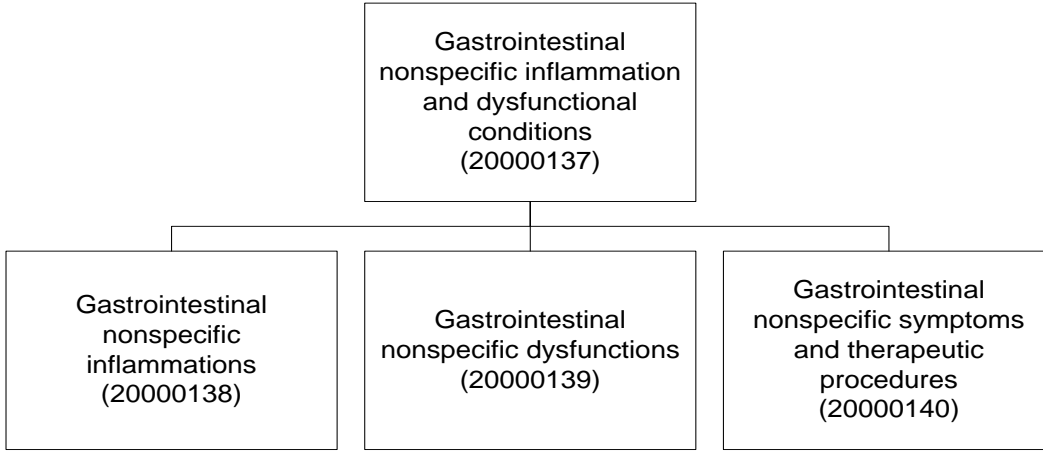 Gastrointestinal
nonspecific inflammation
and dysfunctional
conditions
(20000137)
Gastrointestinal
nonspecific
inflammations
(20000138)
Gastrointestinal
nonspecific dysfunctions
(20000139)
Gastrointestinal
nonspecific symptoms
and therapeutic
procedures
(20000140)